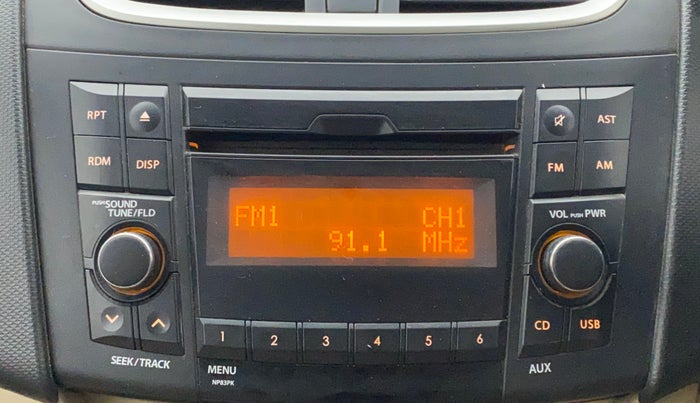 RPT
AST
RDM DISP
FM AM
PUSH SOUND
TUNE/FLD
VOL PUSH PWR
FM1 CH1
91.1 MHz
CD USB
1 2 3 4 5 6
SEEK/TRACK
MENU
AUX
NP83PK